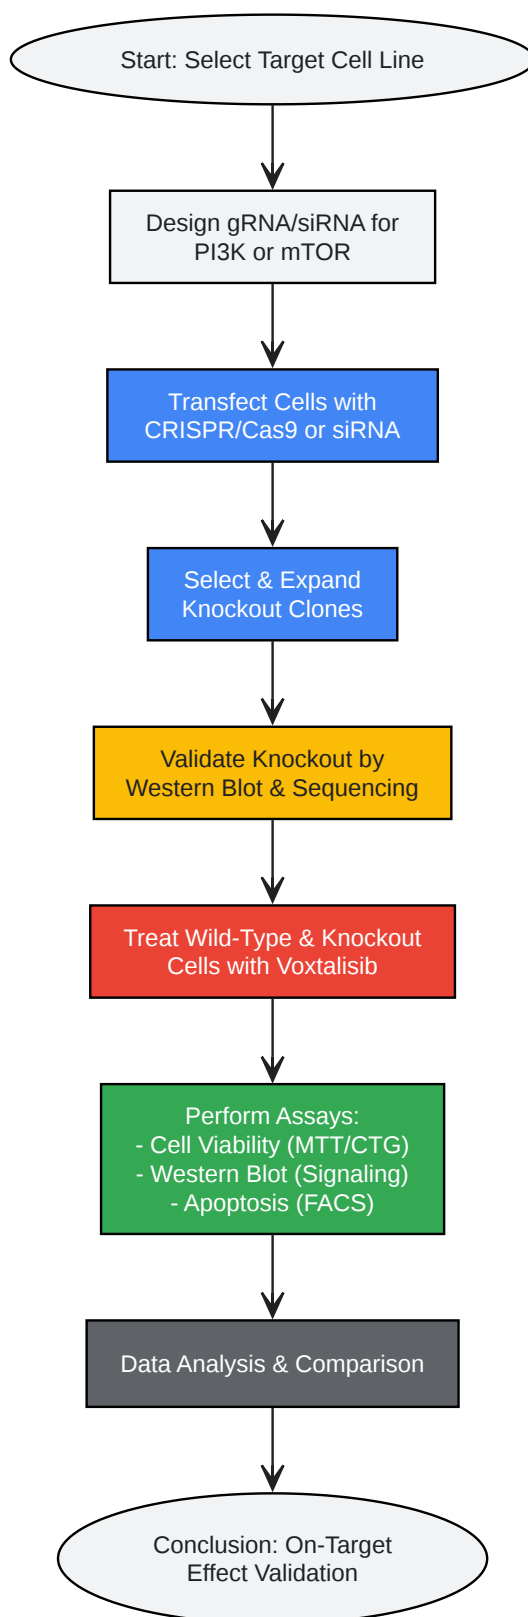 Start: Select Target Cell Line
Design gRNA/siRNA for
PI3K or mTOR
Transfect Cells with
CRISPR/Cas9 or siRNA
Select & Expand
Knockout Clones
Validate Knockout by
Western Blot & Sequencing
Treat Wild-Type & Knockout
Cells with Voxtalisib
Perform Assays:
- Cell Viability (MTT/CTG)
- Western Blot (Signaling)
- Apoptosis (FACS)
Data Analysis & Comparison
Conclusion: On-Target
Effect Validation